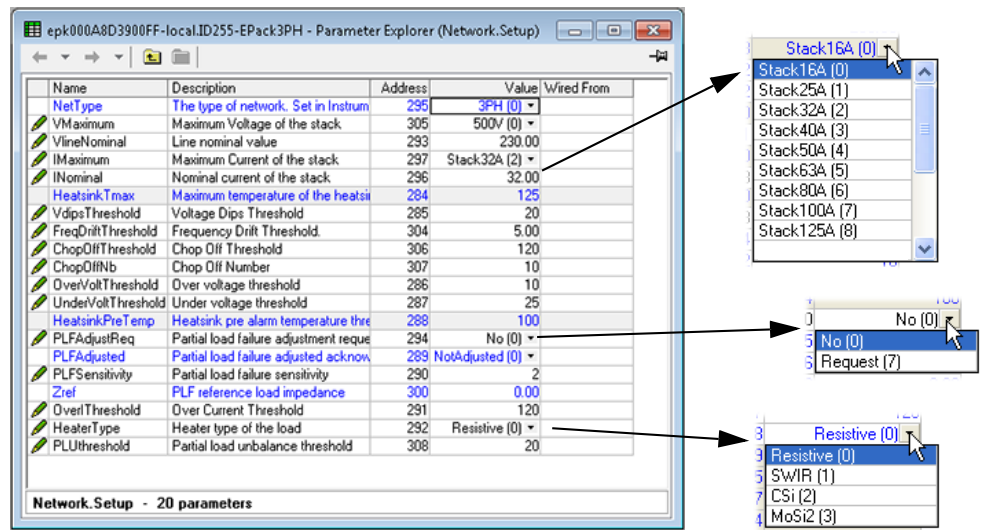 epk000A8D3900FF-local.ID255-EPack3PH - Parameter Explorer (Network.Setup)
Name Description Address Value Wired From
NetType The type of network. Set in Instrum 295 3PH (0)
VMaximum Maximum Voltage of the stack 305 500V (0)
VlineNominal Line nominal value 293 230.00
IMaximum Maximum Current of the stack 297 Stack32A (2)
INominal Nominal current of the stack 296 32.00
HeatsinkTmax Maximum temperature of the heatsi 284 125
VdipsThreshold Voltage Dips Threshold 285 20
FreqDriftThreshold Frequency Drift Threshold. 304 5.00
ChopOffThreshold Chop Off Threshold 306 120
ChopOffNb Chop Off Number 307 10
OverVoltThreshold Over voltage threshold 286 10
UnderVoltThreshold Under voltage threshold 287 25
HeatsinkPreTemp Heatsink pre alarm temperature thre 288 100
PLFAdjustReq Partial load failure adjustment reque 294 No (0)
PLFAdjusted Partial load failure adjusted acknow 289 NotAdjusted (0)
PLFSensitivity Partial load failure sensitivity 290 2
Zref PLF reference load impedance 300 0.00
OverIThreshold Over Current Threshold 291 120
HeaterType Heater type of the load 292 Resistive (0)
PLUthreshold Partial load unbalance threshold 308 20
Network.Setup - 20 parameters
Stack16A (0)
Stack16A (0)
Stack25A (1)
Stack32A (2)
Stack40A (3)
Stack50A (4)
Stack63A (5)
Stack80A (6)
Stack100A (7)
Stack125A (8)
No (0)
No (0)
Request (7)
Resistive (0)
Resistive (0)
SWIR (1)
CSi (2)
MoSi2 (3)